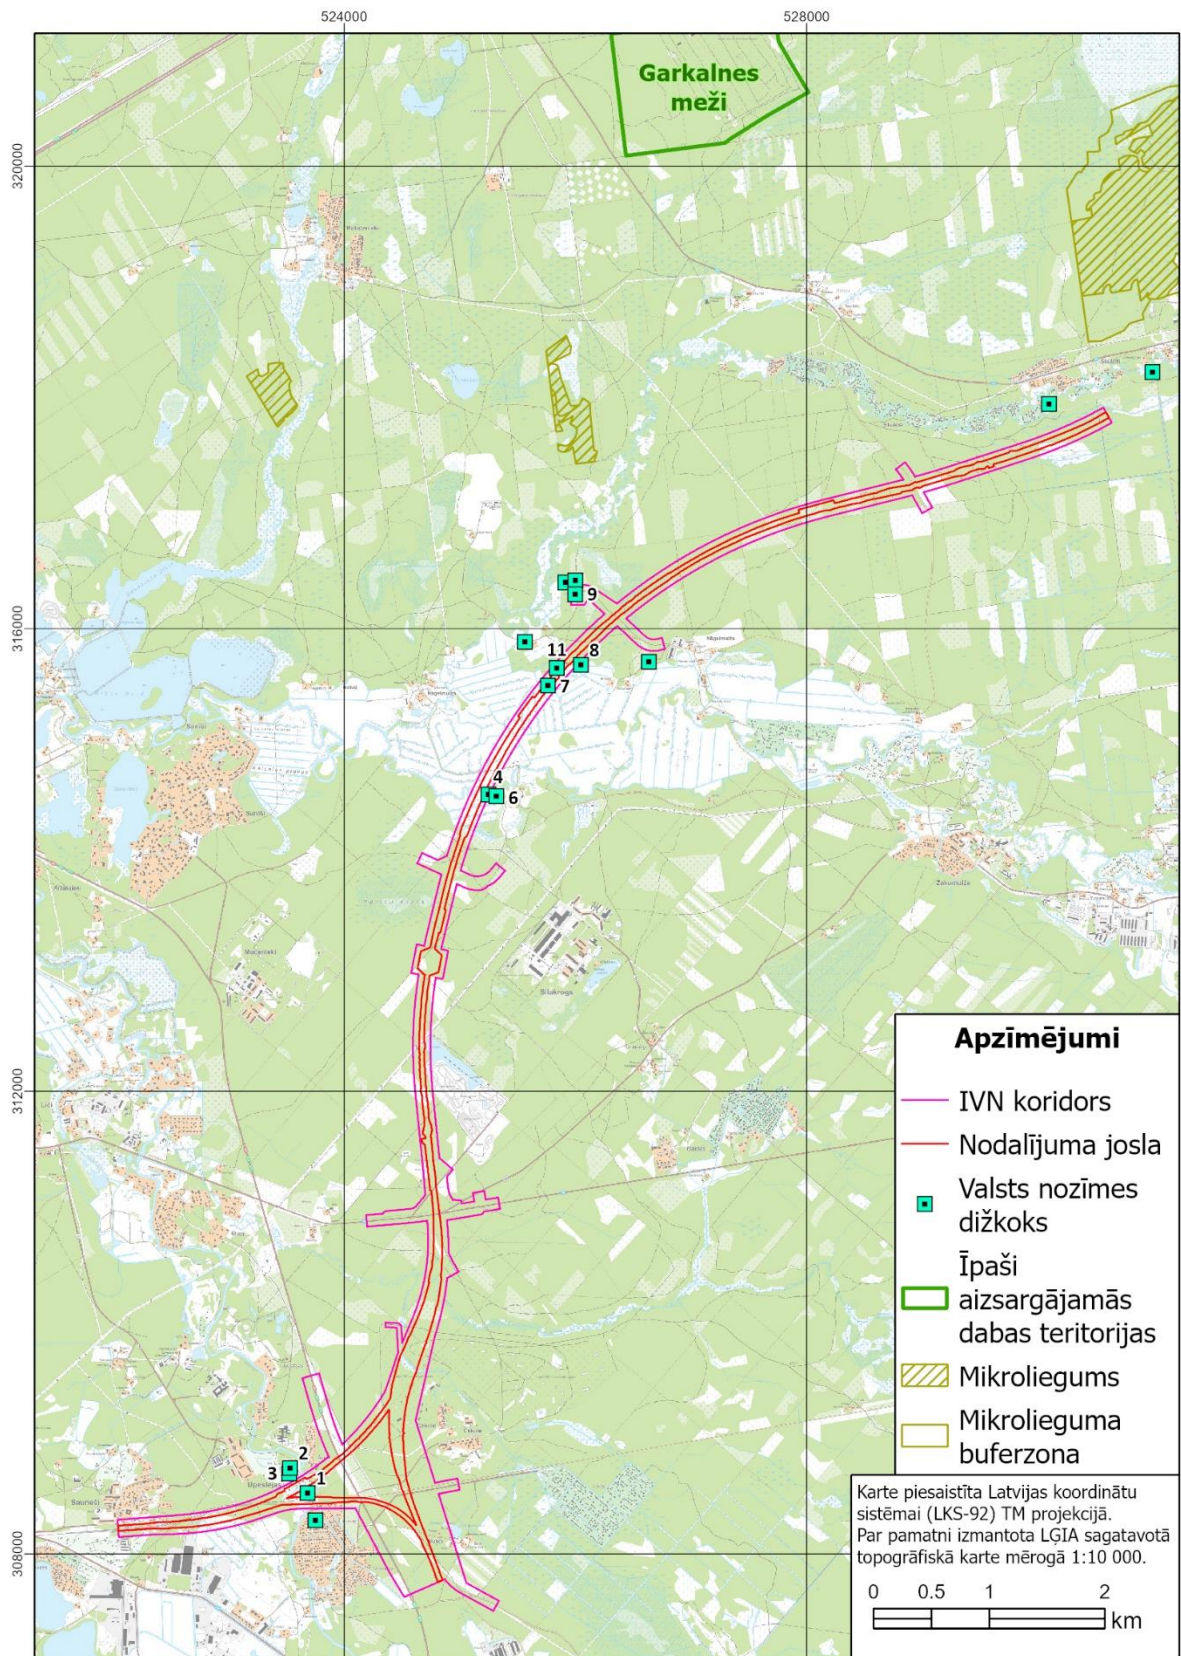 524000
528000
Garkalnes
meži
320000
9
316000
11
8
7
4
6
Silakrogs
312000
2
3
1
308000
Apzīmējumi
IVN koridors
Nodalījuma josla
Valsts nozīmes
dižkoks
Īpaši
aizsargājamās
dabas teritorijas
Mikroliegums
Mikrolieguma
buferzona
Karte piesaistīta Latvijas koordinātu
sistēmai (LKS-92) TM projekcijā.
Par pamatni izmantota LĢIA sagatavotā
topogrāfiskā karte mērogā 1:10 000.
0 0.5 1 2
km